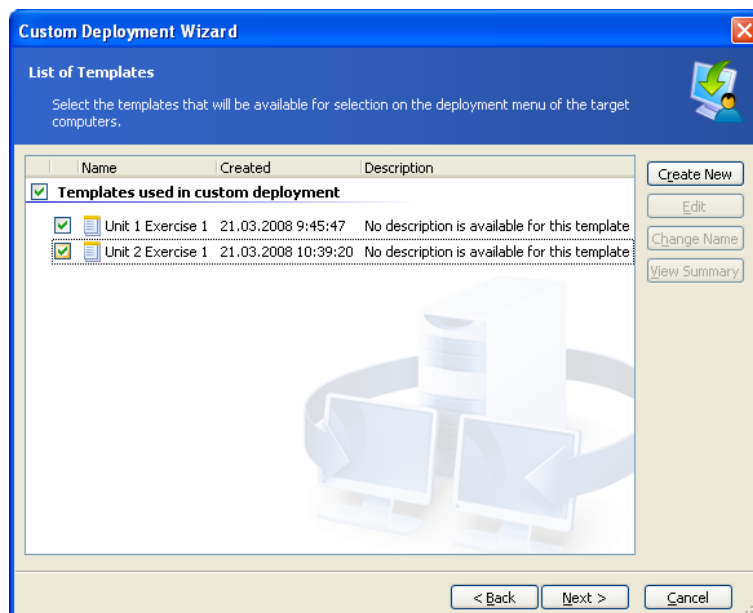 Custom Deployment Wizard
List of Templates
Select the templates that will be available for selection on the deployment menu of the target
computers.
Name Created Description
Templates used in custom deployment
Unit 1 Exercise 1 21.03.2008 9:45:47 No description is available for this template
Unit 2 Exercise 1 21.03.2008 10:39:20 No description is available for this template
Create New
Edit
Change Name
View Summary
< Back Next > Cancel